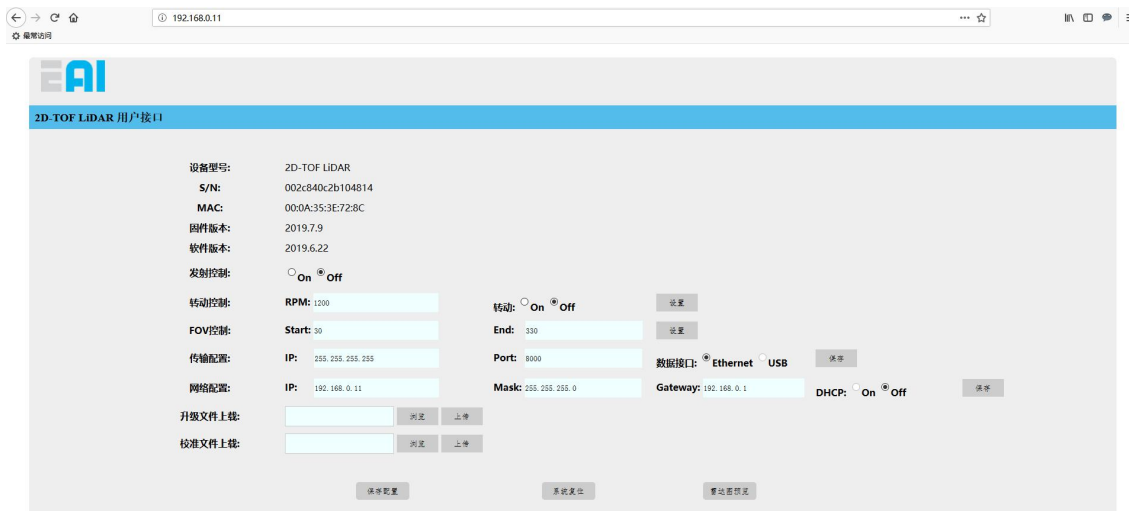 192.168.0.11
最常访问
EAI
2D-TOF LiDAR 用户接口
设备型号: 2D-TOF LiDAR
S/N: 002c840c2b104814
MAC: 00:0A:35:3E:72:8C
固件版本: 2019.7.9
软件版本: 2019.6.22
发射控制: On Off
转动控制: RPM: 1200 转动: On Off 设置
FOV控制: Start: 30 End: 330 设置
传输配置: IP: 255.255.255.255 Port: 8000 数据接口: Ethernet USB 保存
网络配置: IP: 192.168.0.11 Mask: 255.255.255.0 Gateway: 192.168.0.1 DHCP: On Off 保存
升级文件上载: 浏览 上传
校准文件上载: 浏览 上传
保存配置 系统复位 雷达图预览